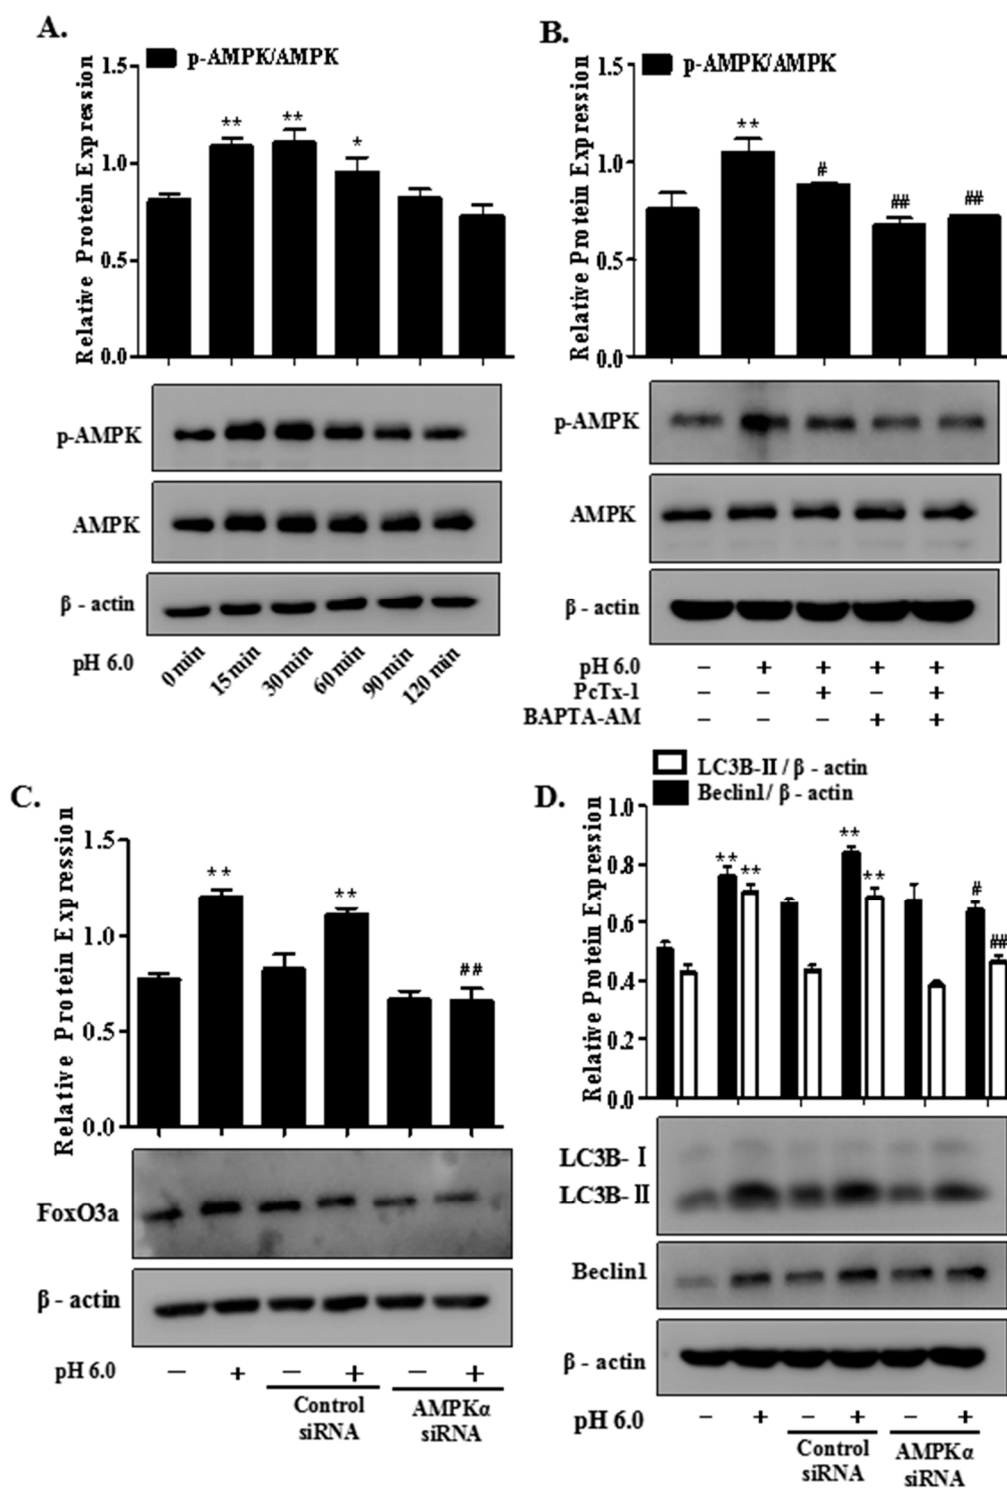 A.
p-AMPK/AMPK
Relative Protein Expression
1.5
1.0
0.5
0.0
** ** *
p-AMPK
AMPK
β - actin
pH 6.0
0 min 15 min 30 min 60 min 90 min 120 min
B.
p-AMPK/AMPK
Relative Protein Expression
1.5
1.0
0.5
0.0
** # ## ##
p-AMPK
AMPK
β - actin
pH 6.0 – + + + +
PcTx-1 – – + – +
BAPTA-AM – – – + +
C.
Relative Protein Expression
1.5
1.0
0.5
0.0
** ** ##
FoxO3a
β - actin
pH 6.0 – + – + – +
Control siRNA
AMPKα siRNA
D.
LC3B-II / β - actin
Beclin1/ β - actin
Relative Protein Expression
1.0
0.8
0.6
0.4
0.2
0.0
** ** ** ** # ##
LC3B- I
LC3B- II
Beclin1
β - actin
pH 6.0 – + – + – +
Control siRNA
AMPKα siRNA